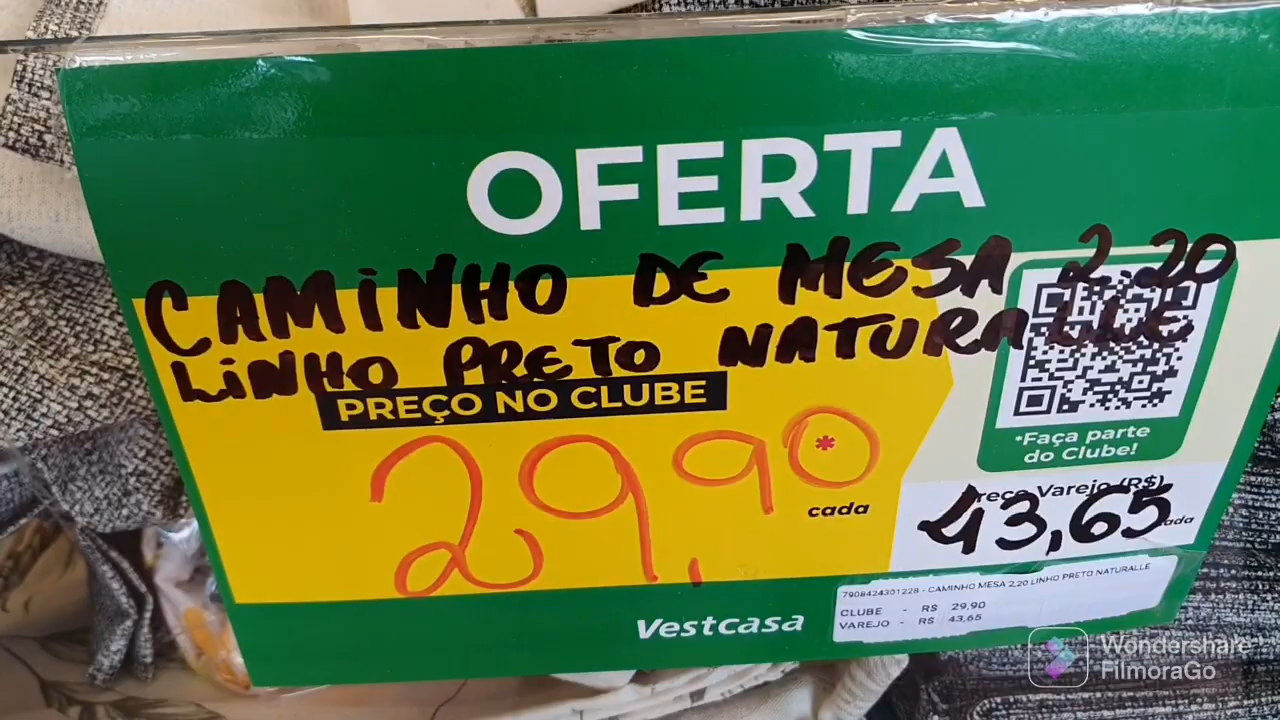 OFERTA
CAMINHO DE MESA 2.20
LINHO PRETO NATURALLE
PREÇO NO CLUBE
29,90*
cada
*Faça parte
do Clube!
Preço Varejo (R$)
43,65
cada
7908424301228 - CAMINHO MESA 2,20 LINHO PRETO NATURALLE
CLUBE - R$ 29,90
VAREJO - R$ 43,65
Vestcasa
Wondershare
FilmoraGo